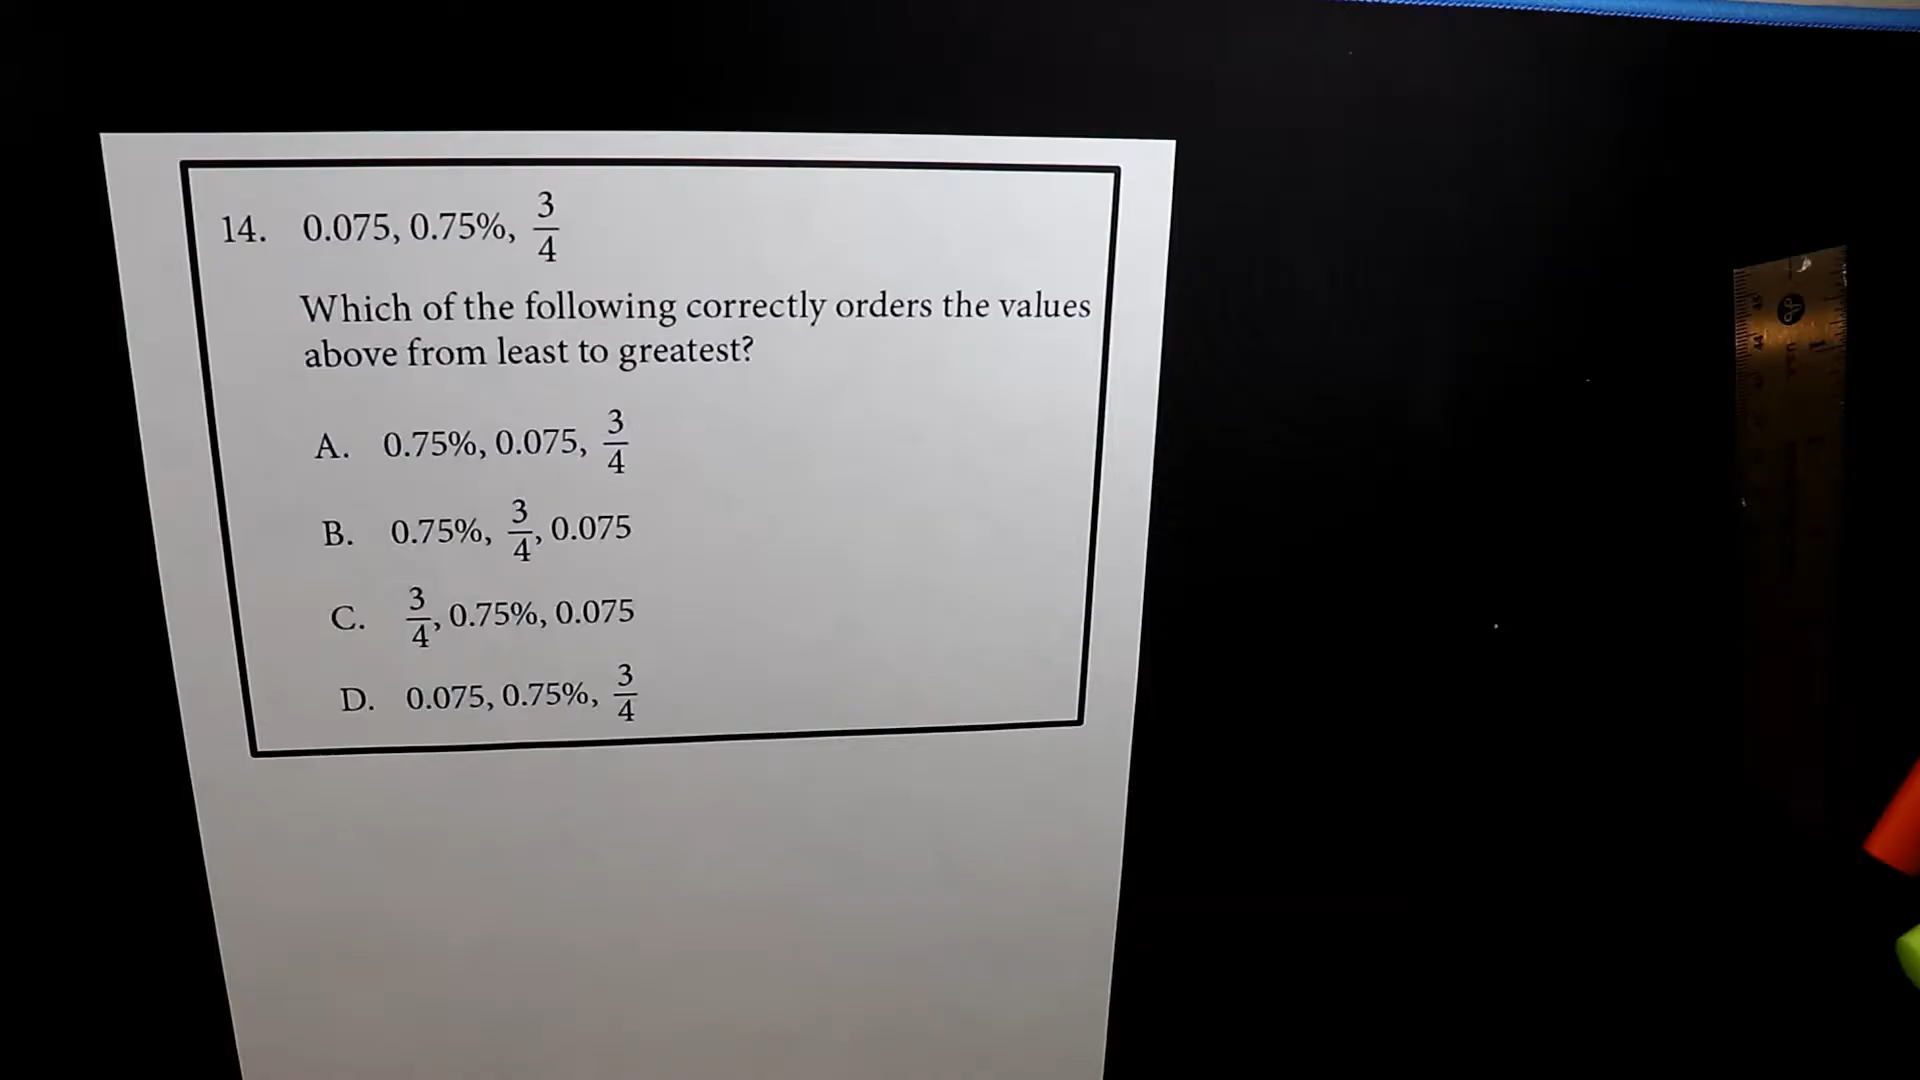 14. 0.075, 0.75%, 3/4
Which of the following correctly orders the values
above from least to greatest?
A. 0.75%, 0.075, 3/4
B. 0.75%, 3/4, 0.075
C. 3/4, 0.75%, 0.075
D. 0.075, 0.75%, 3/4